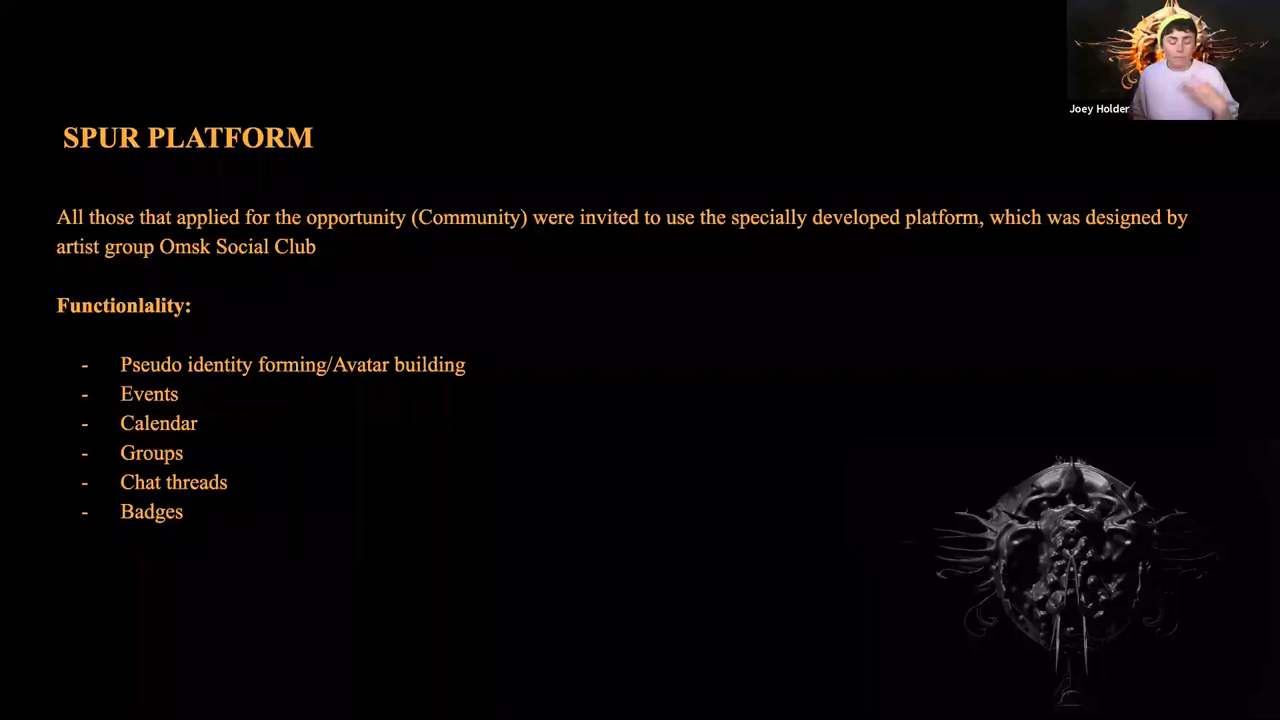 Joey Holder
SPUR PLATFORM
All those that applied for the opportunity (Community) were invited to use the specially developed platform, which was designed by
artist group Omsk Social Club
Functionlality:
- Pseudo identity forming/Avatar building
- Events
- Calendar
- Groups
- Chat threads
- Badges